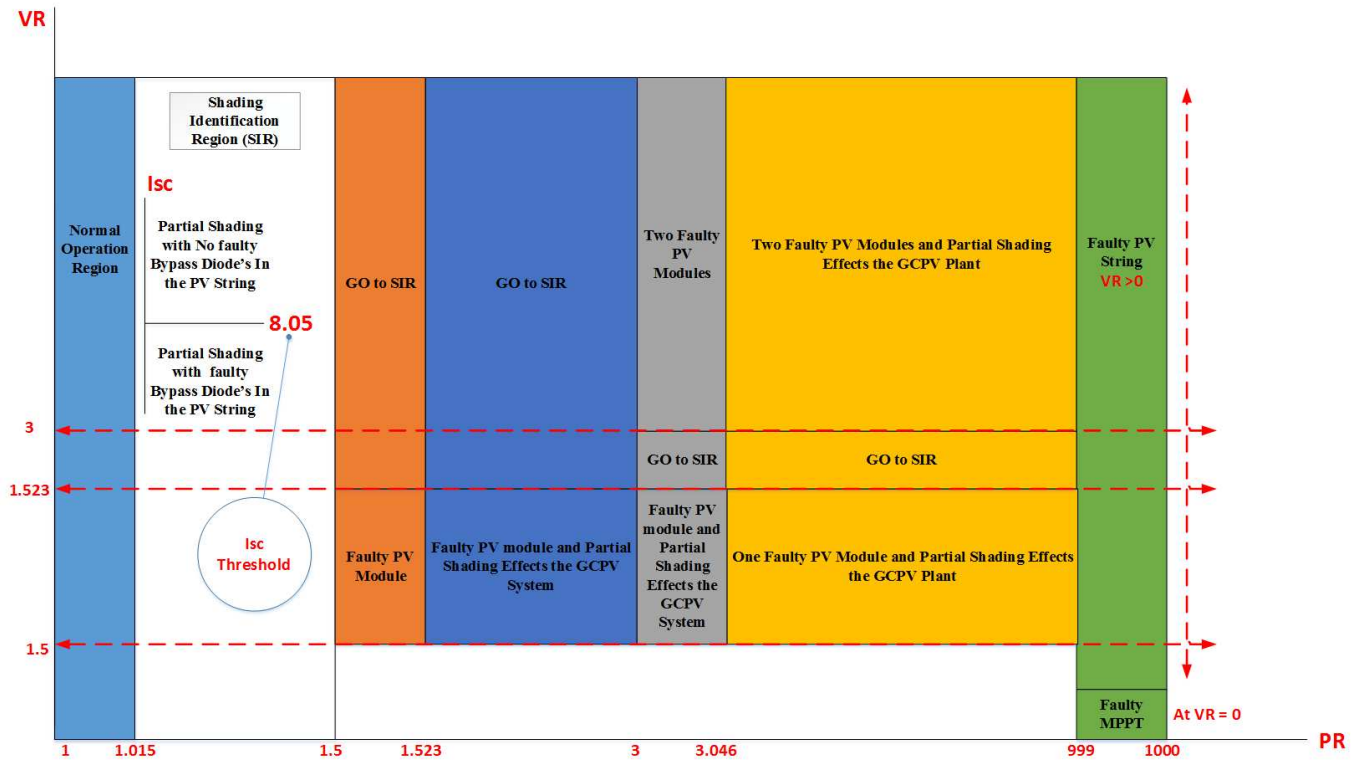 VR
Shading
Identification
Region (SIR)
Isc
Normal
Operation
Region
Partial Shading
with No faulty
Bypass Diode's In
the PV String
8.05
Partial Shading
with faulty
Bypass Diode's In
the PV String
Isc
Threshold
GO to SIR
GO to SIR
Two Faulty
PV
Modules
Two Faulty PV Modules and Partial Shading
Effects the GCPV Plant
Faulty PV
String
VR >0
3
GO to SIR
GO to SIR
1.523
Faulty PV
Module
Faulty PV module and Partial
Shading Effects the GCPV
System
Faulty PV
module and
Partial
Shading
Effects the
GCPV
System
One Faulty PV Module and Partial Shading Effects
the GCPV Plant
1.5
Faulty
MPPT
At VR = 0
1
1.015
1.5
1.523
3
3.046
999
1000
PR